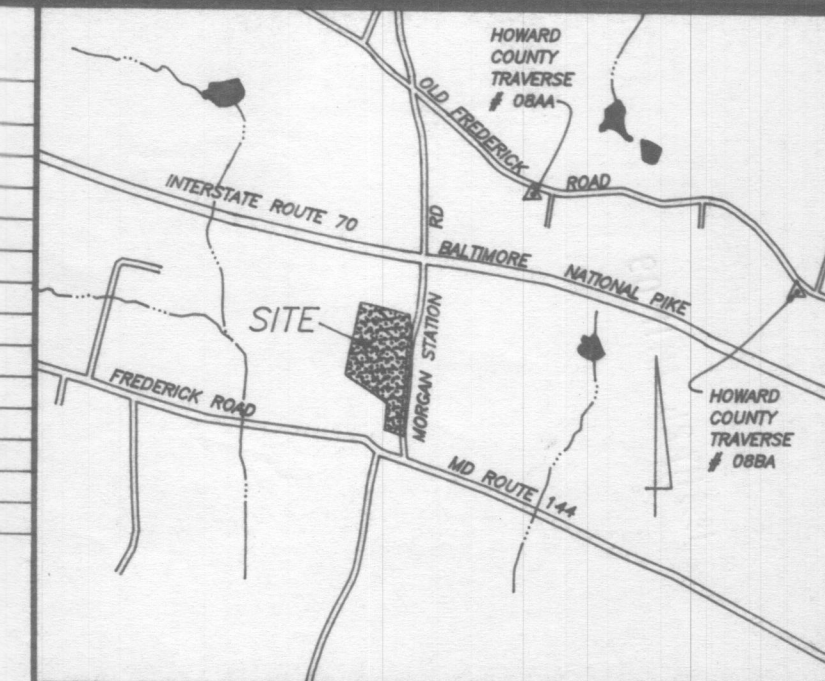 HOWARD
COUNTY
TRAVERSE
# 08AA
OLD FREDERICK ROAD
INTERSTATE ROUTE 70
BALTIMORE NATIONAL PIKE
MORGAN STATION RD
SITE
FREDERICK ROAD
MD ROUTE 144
HOWARD
COUNTY
TRAVERSE
# 08BA